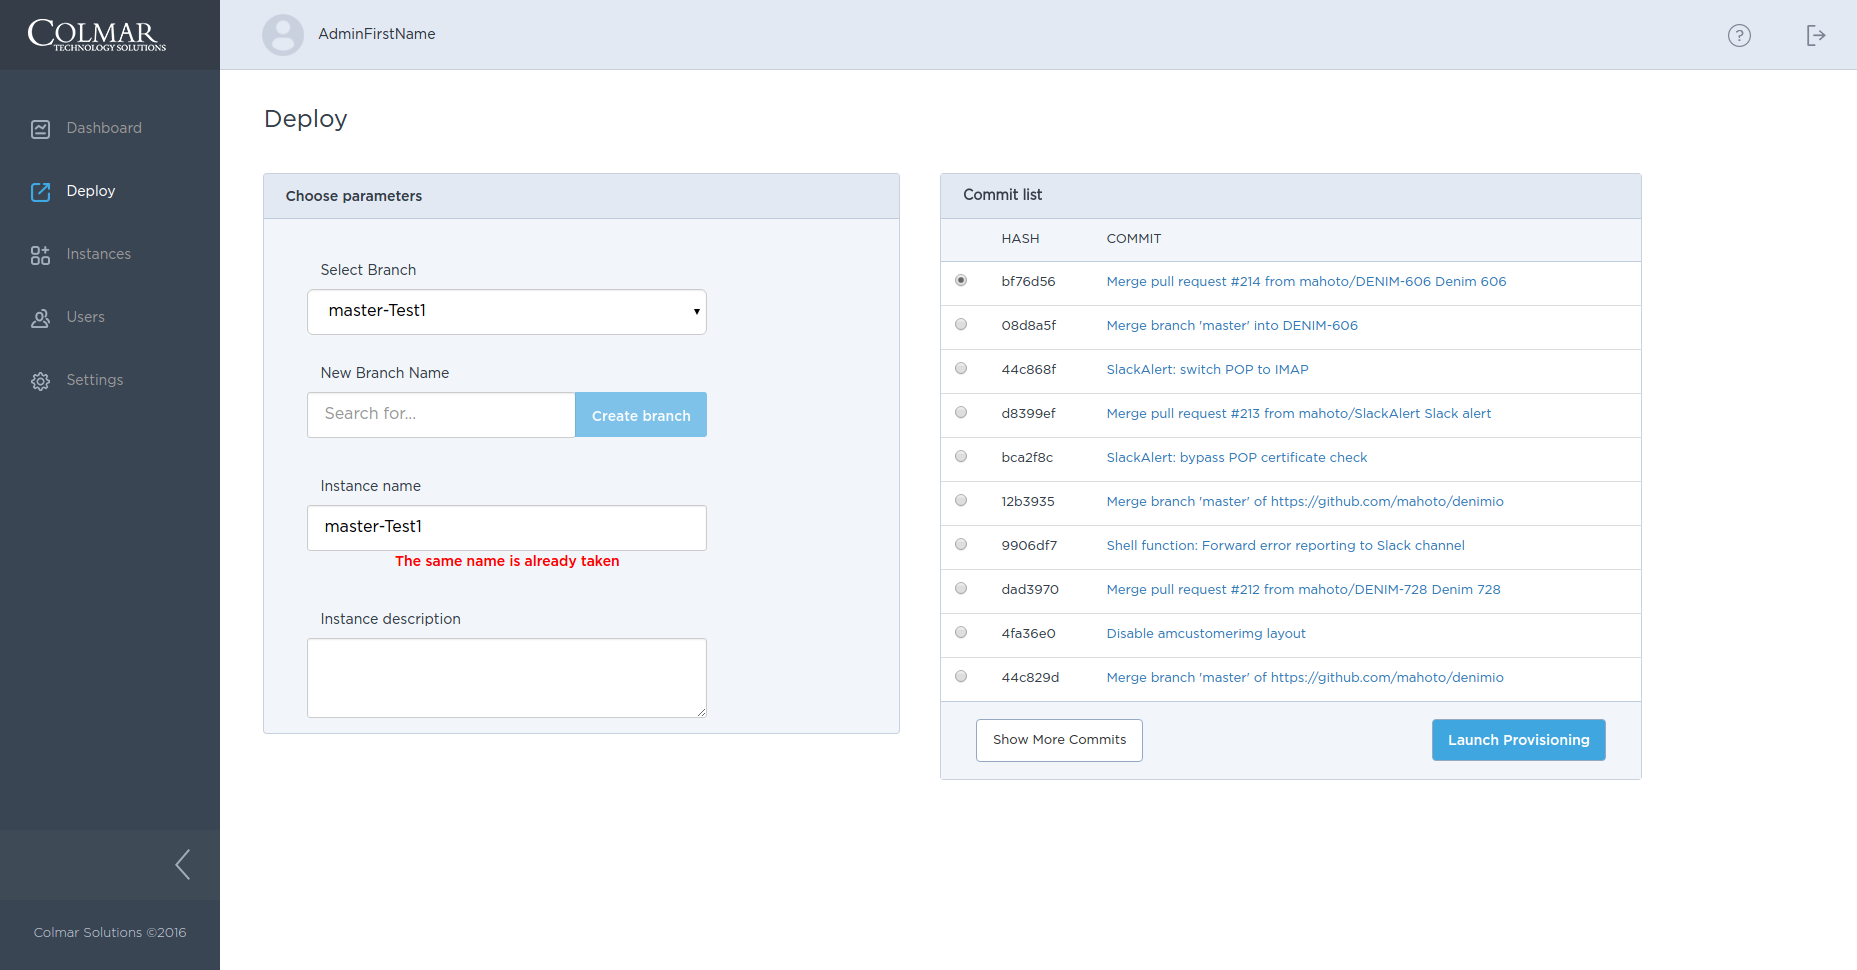 COLMAR
TECHNOLOGY SOLUTIONS
AdminFirstName
?
Dashboard
Deploy
Instances
Users
Settings
Colmar Solutions ©2016
Deploy
Choose parameters
Select Branch
master-Test1
New Branch Name
Search for...
Create branch
Instance name
master-Test1
The same name is already taken
Instance description
Commit list
HASH COMMIT
bf76d56 Merge pull request #214 from mahoto/DENIM-606 Denim 606
08d8a5f Merge branch 'master' into DENIM-606
44c868f SlackAlert: switch POP to IMAP
d8399ef Merge pull request #213 from mahoto/SlackAlert Slack alert
bca2f8c SlackAlert: bypass POP certificate check
12b3935 Merge branch 'master' of https://github.com/mahoto/denimio
9906df7 Shell function: Forward error reporting to Slack channel
dad3970 Merge pull request #212 from mahoto/DENIM-728 Denim 728
4fa36e0 Disable amcustomerimg layout
44c829d Merge branch 'master' of https://github.com/mahoto/denimio
Show More Commits
Launch Provisioning